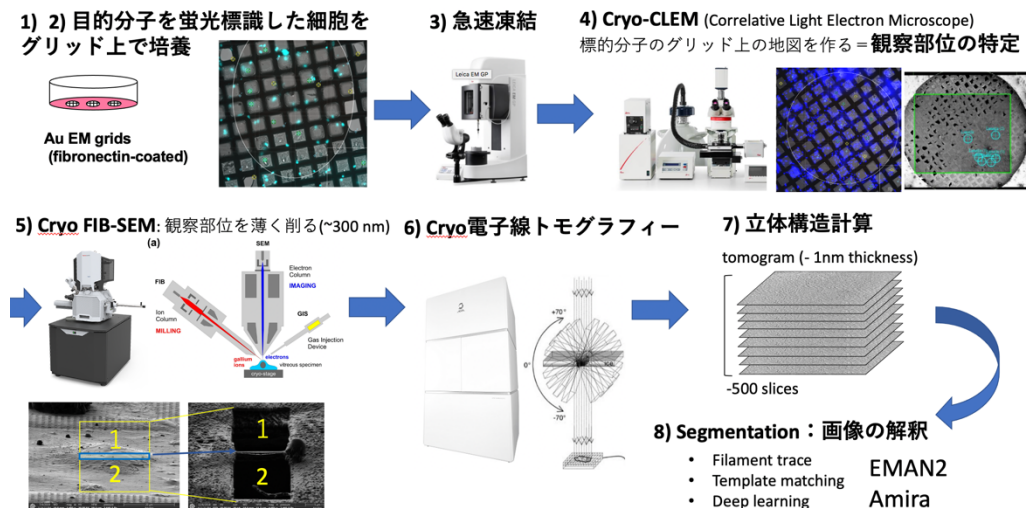 1) 2) 目的分子を蛍光標識した細胞を
グリッド上で培養
Au EM grids
(fibronectin-coated)
3) 急速凍結
Leica EM GP
4) Cryo-CLEM (Correlative Light Electron Microscope)
標的分子のグリッド上の地図を作る＝観察部位の特定
5) Cryo FIB-SEM: 観察部位を薄く削る(~300 nm)
(a)
SEM
Electron
Column
IMAGING
FIB
Ion
Column
MILLING
GIS
Gas Injection
Device
gallium
ions
electrons
vitreous specimen
cryo-stage
1
2
1
2
6) Cryo電子線トモグラフィー
+70°
0°
-70°
7) 立体構造計算
tomogram (- 1nm thickness)
-500 slices
8) Segmentation：画像の解釈
• Filament trace
• Template matching
• Deep learning
EMAN2
Amira